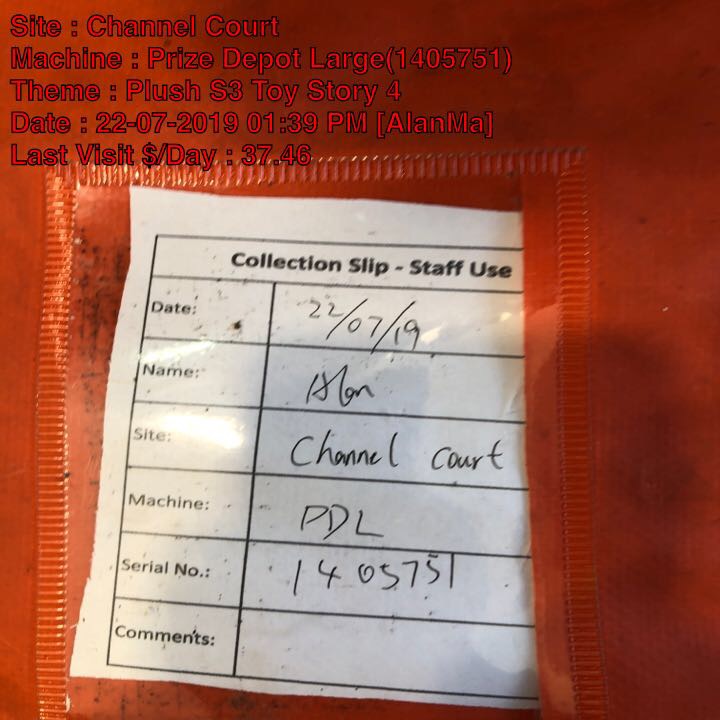 Site : Channel Court
Machine : Prize Depot Large(1405751)
Theme : Plush S3 Toy Story 4
Date : 22-07-2019 01:39 PM [AlanMa]
Last Visit $/Day : 37.46
Collection Slip - Staff Use
Date: 22/07/19
Name: Alan
Site: Channel Court
Machine: PDL
Serial No.: 1405751
Comments: